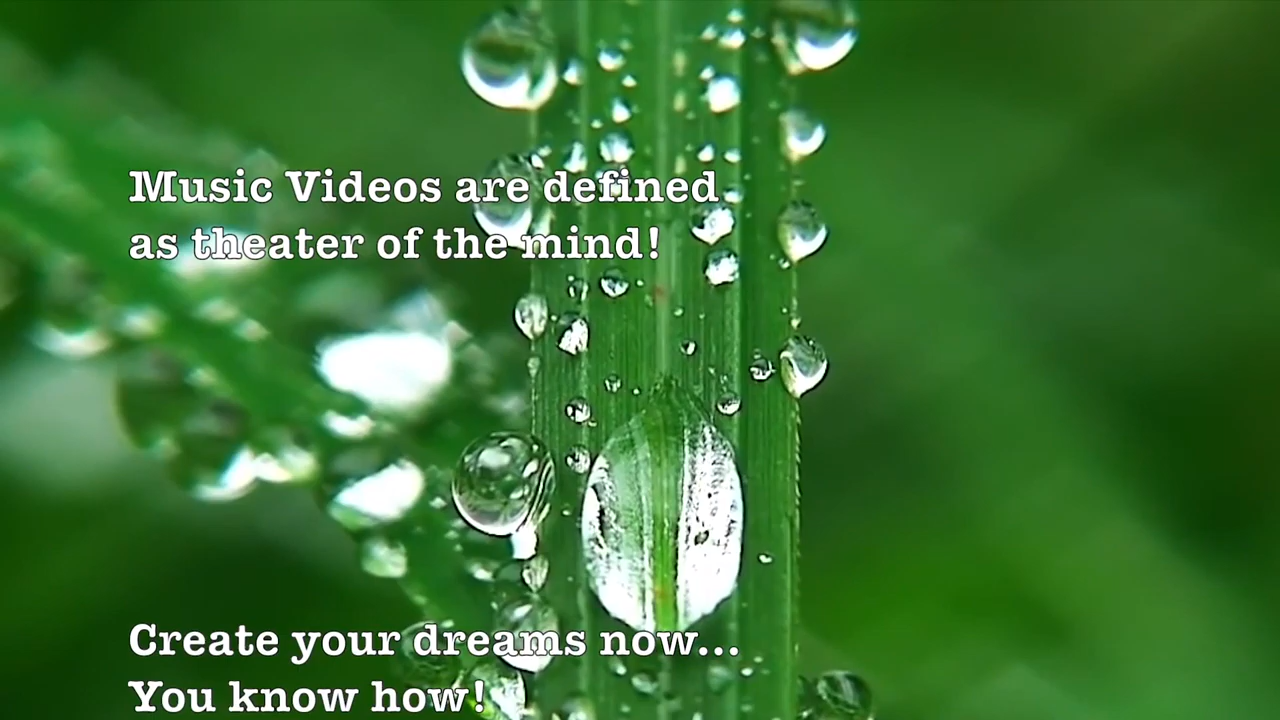 Music Videos are defined
as theater of the mind!
Create your dreams now...
You know how!